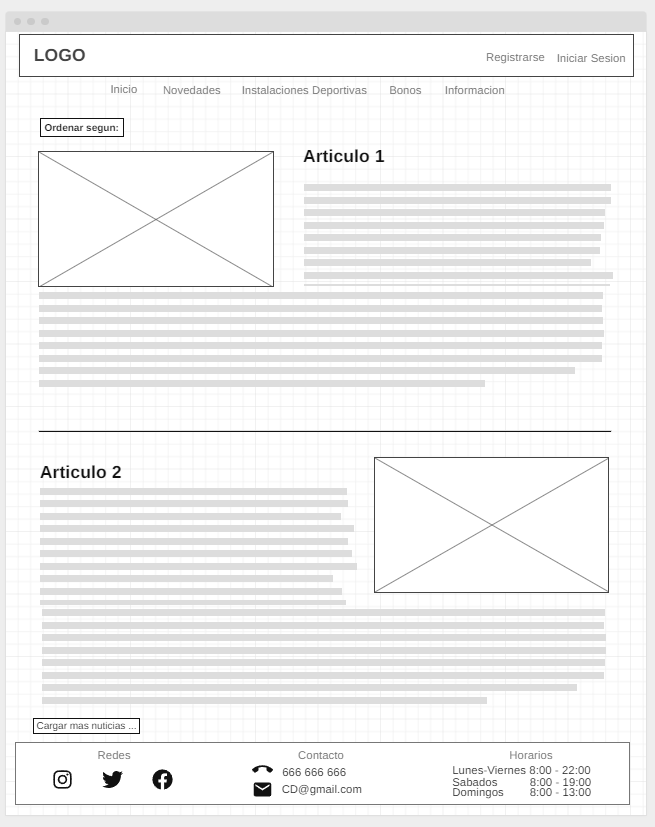 LOGO
Registrarse Iniciar Sesion
Inicio Novedades Instalaciones Deportivas Bonos Informacion
Ordenar segun:
Articulo 1
Articulo 2
Cargar mas noticias ...
Redes Contacto Horarios
666 666 666
CD@gmail.com
Lunes-Viernes 8:00 - 22:00
Sabados 8:00 - 19:00
Domingos 8:00 - 13:00